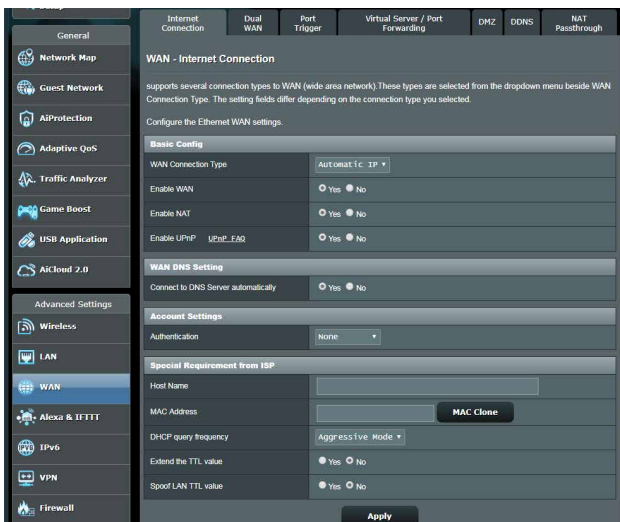 General
Network Map
Guest Network
AiProtection
Adaptive QoS
Traffic Analyzer
Game Boost
USB Application
AiCloud 2.0
Advanced Settings
Wireless
LAN
WAN
Alexa & IFTTT
IPv6
VPN
Firewall
Internet Connection
Dual WAN
Port Trigger
Virtual Server / Port Forwarding
DMZ
DDNS
NAT Passthrough
WAN - Internet Connection
supports several connection types to WAN (wide area network).These types are selected from the dropdown menu beside WAN
Connection Type. The setting fields differ depending on the connection type you selected.
Configure the Ethernet WAN settings.
Basic Config
WAN Connection Type Automatic IP
Enable WAN Yes No
Enable NAT Yes No
Enable UPnP UPnP FAQ Yes No
WAN DNS Setting
Connect to DNS Server automatically Yes No
Account Settings
Authentication None
Special Requirement from ISP
Host Name
MAC Address MAC Clone
DHCP query frequency Aggressive Mode
Extend the TTL value Yes No
Spoof LAN TTL value Yes No
Apply